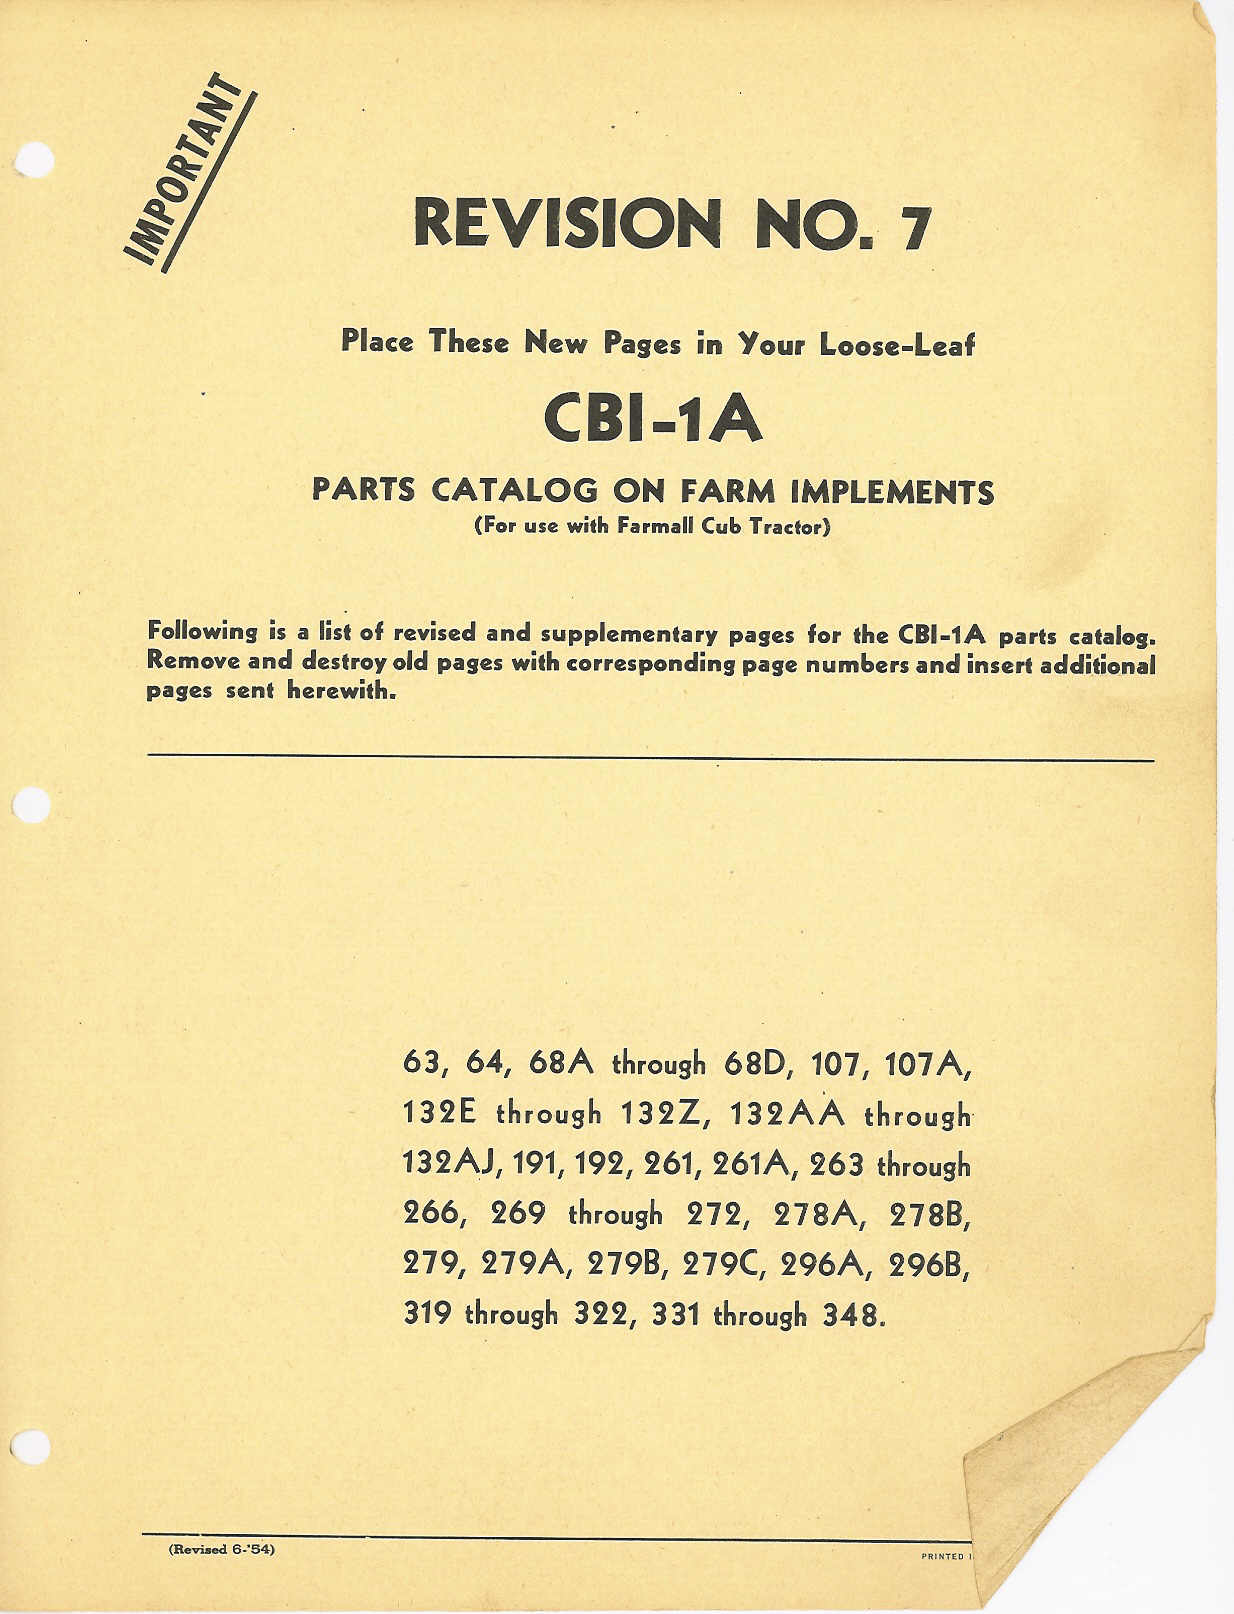 IMPORTANT
REVISION NO. 7
Place These New Pages in Your Loose-Leaf
CBI-1A
PARTS CATALOG ON FARM IMPLEMENTS
(For use with Farmall Cub Tractor)
Following is a list of revised and supplementary pages for the CBI-1A parts catalog.
Remove and destroy old pages with corresponding page numbers and insert additional
pages sent herewith.
63, 64, 68A through 68D, 107, 107A,
132E through 132Z, 132AA through
132AJ, 191, 192, 261, 261A, 263 through
266, 269 through 272, 278A, 278B,
279, 279A, 279B, 279C, 296A, 296B,
319 through 322, 331 through 348.
(Revised 6-'54)
PRINTED